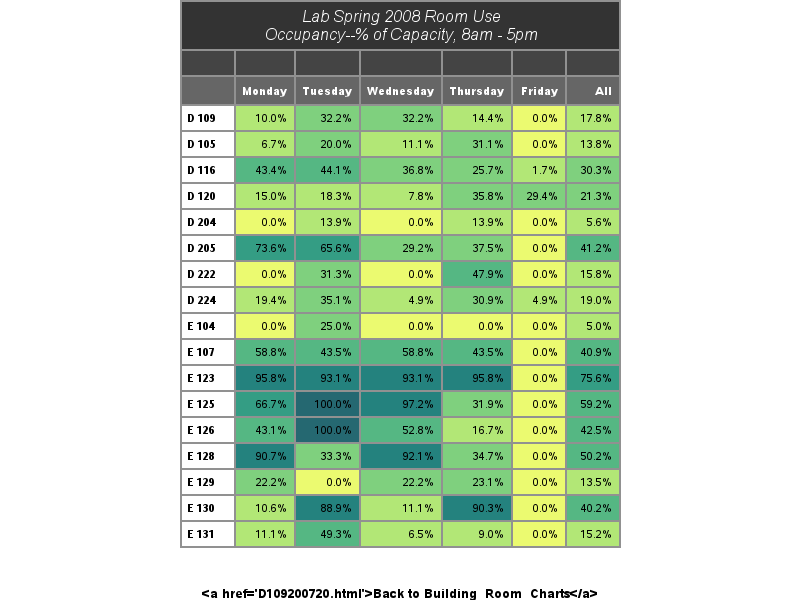 Lab Spring 2008 Room Use
Occupancy--% of Capacity, 8am - 5pm
Monday Tuesday Wednesday Thursday Friday All
D 109 10.0% 32.2% 32.2% 14.4% 0.0% 17.8%
D 105 6.7% 20.0% 11.1% 31.1% 0.0% 13.8%
D 116 43.4% 44.1% 36.8% 25.7% 1.7% 30.3%
D 120 15.0% 18.3% 7.8% 35.8% 29.4% 21.3%
D 204 0.0% 13.9% 0.0% 13.9% 0.0% 5.6%
D 205 73.6% 65.6% 29.2% 37.5% 0.0% 41.2%
D 222 0.0% 31.3% 0.0% 47.9% 0.0% 15.8%
D 224 19.4% 35.1% 4.9% 30.9% 4.9% 19.0%
E 104 0.0% 25.0% 0.0% 0.0% 0.0% 5.0%
E 107 58.8% 43.5% 58.8% 43.5% 0.0% 40.9%
E 123 95.8% 93.1% 93.1% 95.8% 0.0% 75.6%
E 125 66.7% 100.0% 97.2% 31.9% 0.0% 59.2%
E 126 43.1% 100.0% 52.8% 16.7% 0.0% 42.5%
E 128 90.7% 33.3% 92.1% 34.7% 0.0% 50.2%
E 129 22.2% 0.0% 22.2% 23.1% 0.0% 13.5%
E 130 10.6% 88.9% 11.1% 90.3% 0.0% 40.2%
E 131 11.1% 49.3% 6.5% 9.0% 0.0% 15.2%
<a href='D109200720.html'>Back to Building_Room_Charts</a>